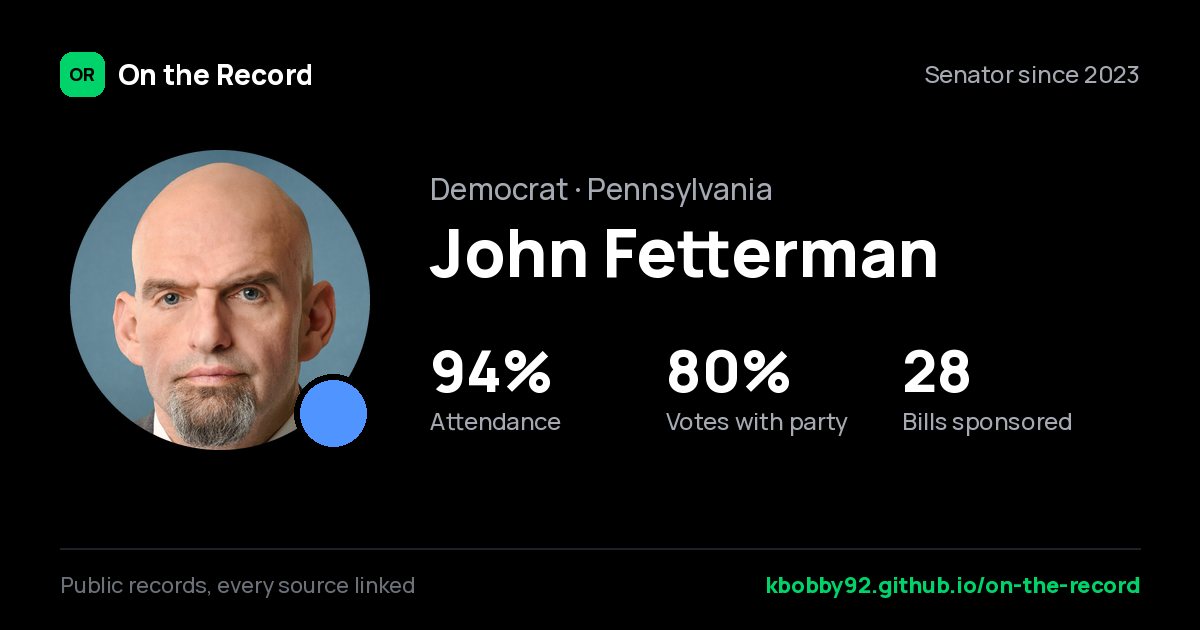 OR On the Record
Senator since 2023
Democrat · Pennsylvania
John Fetterman
94% 80% 28
Attendance Votes with party Bills sponsored
Public records, every source linked
kbobby92.github.io/on-the-record